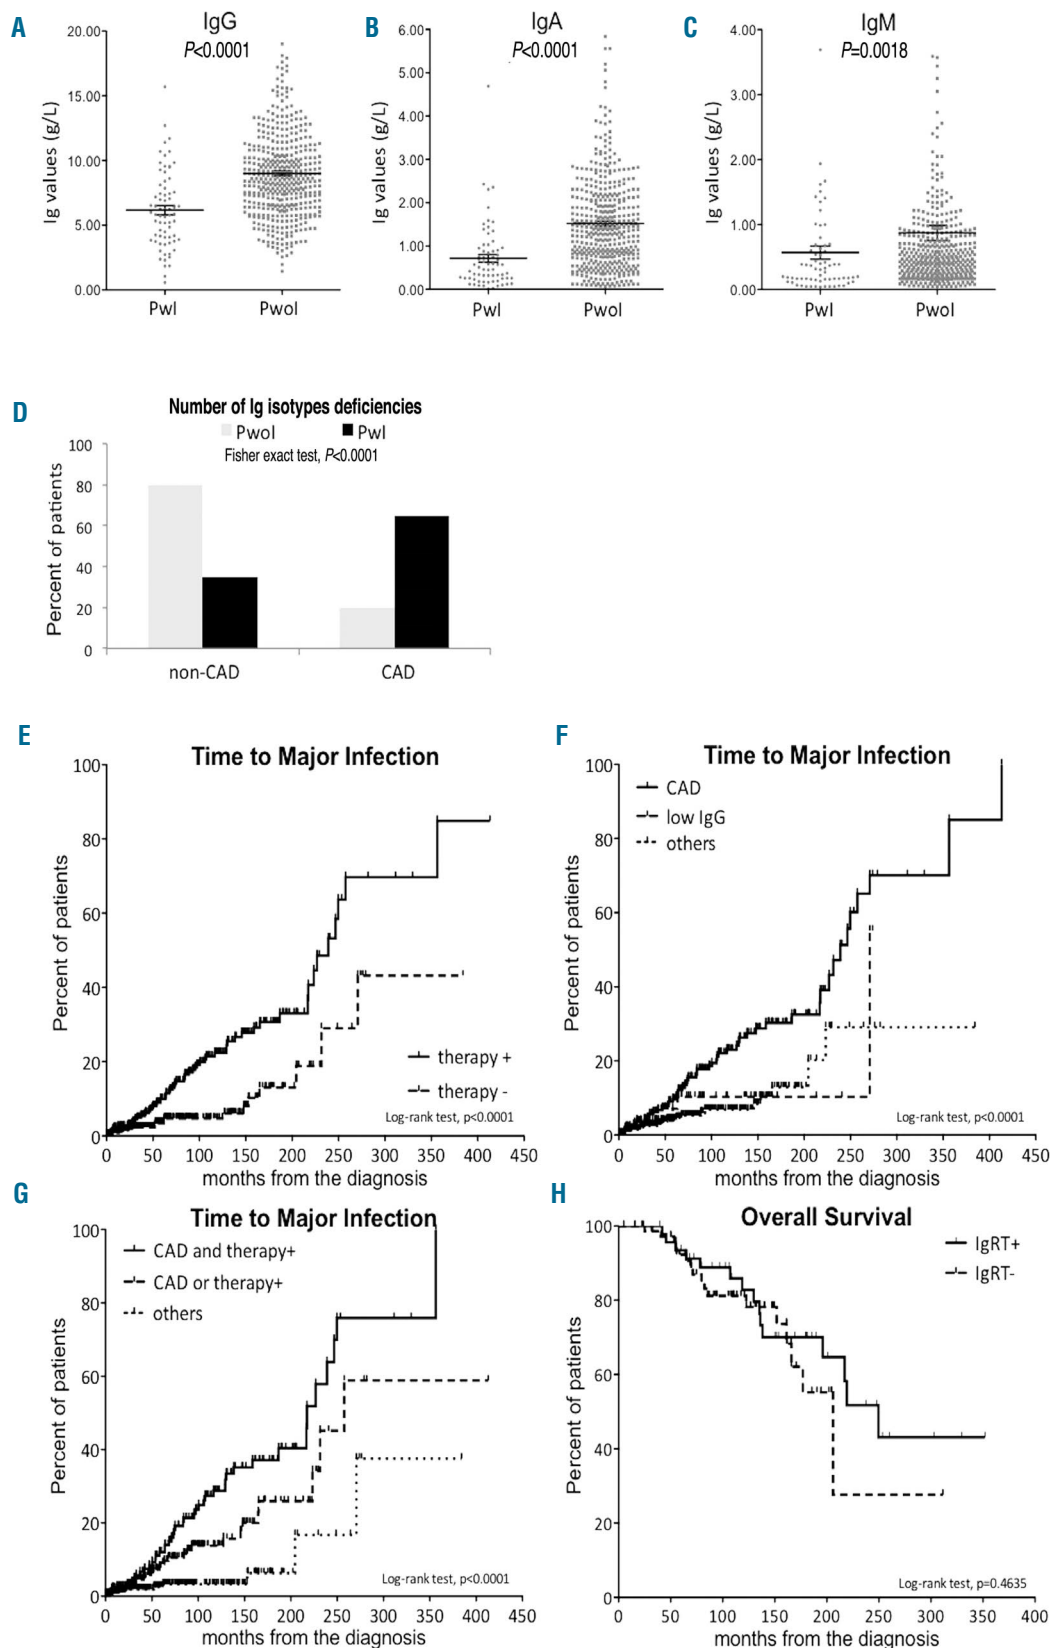 A
IgG
P<0.0001
20.00
15.00
10.00
5.00
0.00
Ig values (g/L)
PwI
PwoI
B
IgA
P<0.0001
6.00
5.00
4.00
3.00
2.00
1.00
0.00
Ig values (g/L)
PwI
PwoI
C
IgM
P=0.0018
4.00
3.00
2.00
1.00
0.00
Ig values (g/L)
PwI
PwoI
D
Number of Ig isotypes deficiencies
PwoI
PwI
Fisher exact test, P<0.0001
100
80
60
40
20
0
Percent of patients
non-CAD
CAD
E
Time to Major Infection
100
80
60
40
20
0
Percent of patients
therapy +
therapy -
Log-rank test, p<0.0001
0 50 100 150 200 250 300 350 400 450
months from the diagnosis
F
Time to Major Infection
CAD
low IgG
others
100
80
60
40
20
0
Percent of patients
Log-rank test, p<0.0001
0 50 100 150 200 250 300 350 400 450
months from the diagnosis
G
Time to Major Infection
CAD and therapy+
CAD or therapy+
others
100
80
60
40
20
0
Percent of patients
Log-rank test, p<0.0001
0 50 100 150 200 250 300 350 400 450
months from the diagnosis
H
Overall Survival
IgRT+
IgRT-
100
80
60
40
20
0
Percent of patients
Log-rank test, p=0.4635
0 50 100 150 200 250 300 350 400
months from the diagnosis